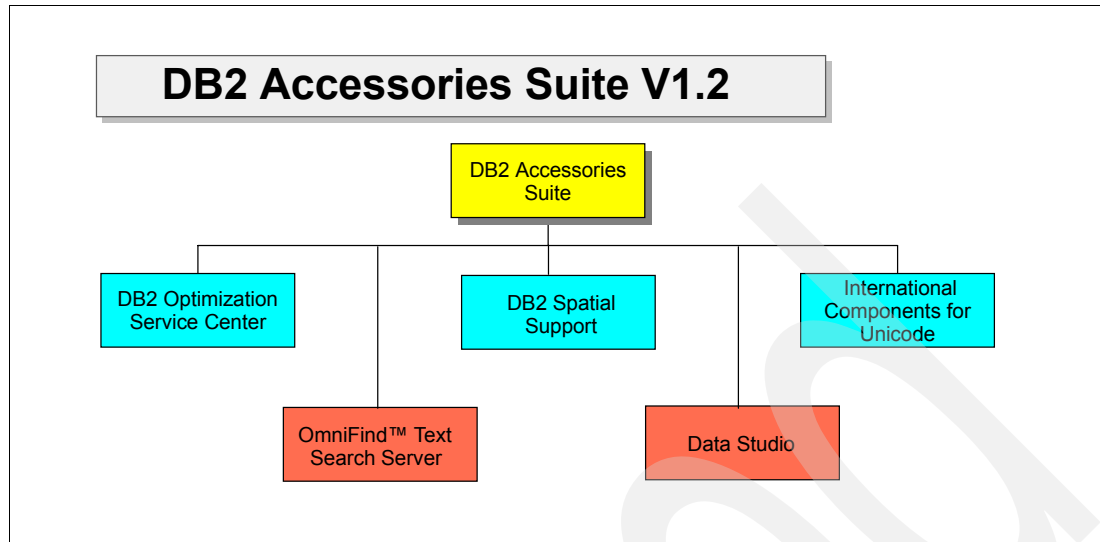 DB2 Accessories Suite V1.2
DB2 Accessories
Suite
DB2 Optimization
Service Center
DB2 Spatial
Support
International
Components for
Unicode
OmniFind™ Text
Search Server
Data Studio